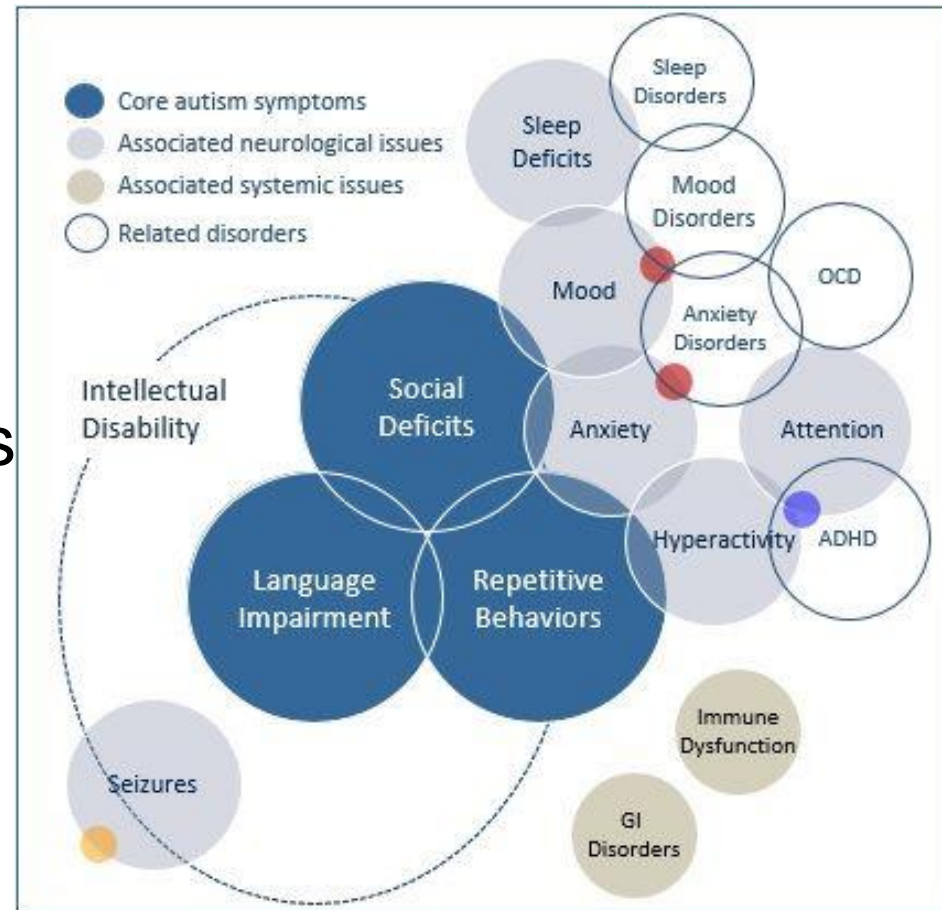 Core autism symptoms
Associated neurological issues
Associated systemic issues
Related disorders
Sleep
Disorders
Sleep
Deficits
Mood
Disorders
OCD
Mood
Anxiety
Disorders
Intellectual
Disability
Social
Deficits
Anxiety
Attention
s
Hyperactivity
ADHD
Language
Impairment
Repetitive
Behaviors
Immune
Dysfunction
Seizures
GI
Disorders